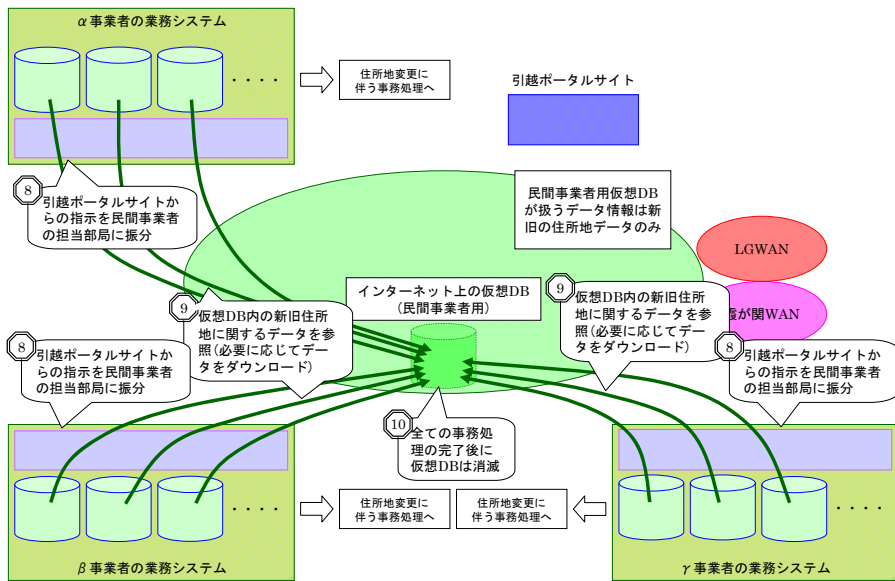 α事業者の業務システム
・・・・
住所地変更に
伴う事務処理へ
引越ポータルサイト
8
引越ポータルサイトか
らの指示を民間事業者
の担当部局に振分
民間事業者用仮想DB
が扱うデータ情報は新
旧の住所地データのみ
LGWAN
霞が関WAN
インターネット上の仮想DB
(民間事業者用)
9
仮想DB内の新旧住所
地に関するデータを参
照(必要に応じてデー
タをダウンロード)
9
仮想DB内の新旧住所
地に関するデータを参
照(必要に応じてデー
タをダウンロード)
8
引越ポータルサイトか
らの指示を民間事業者
の担当部局に振分
8
引越ポータルサイトか
らの指示を民間事業者
の担当部局に振分
10
全ての事務処
理の完了後に
仮想DBは消滅
・・・・
住所地変更に
伴う事務処理へ
住所地変更に
伴う事務処理へ
・・・・
β事業者の業務システム
γ事業者の業務システム